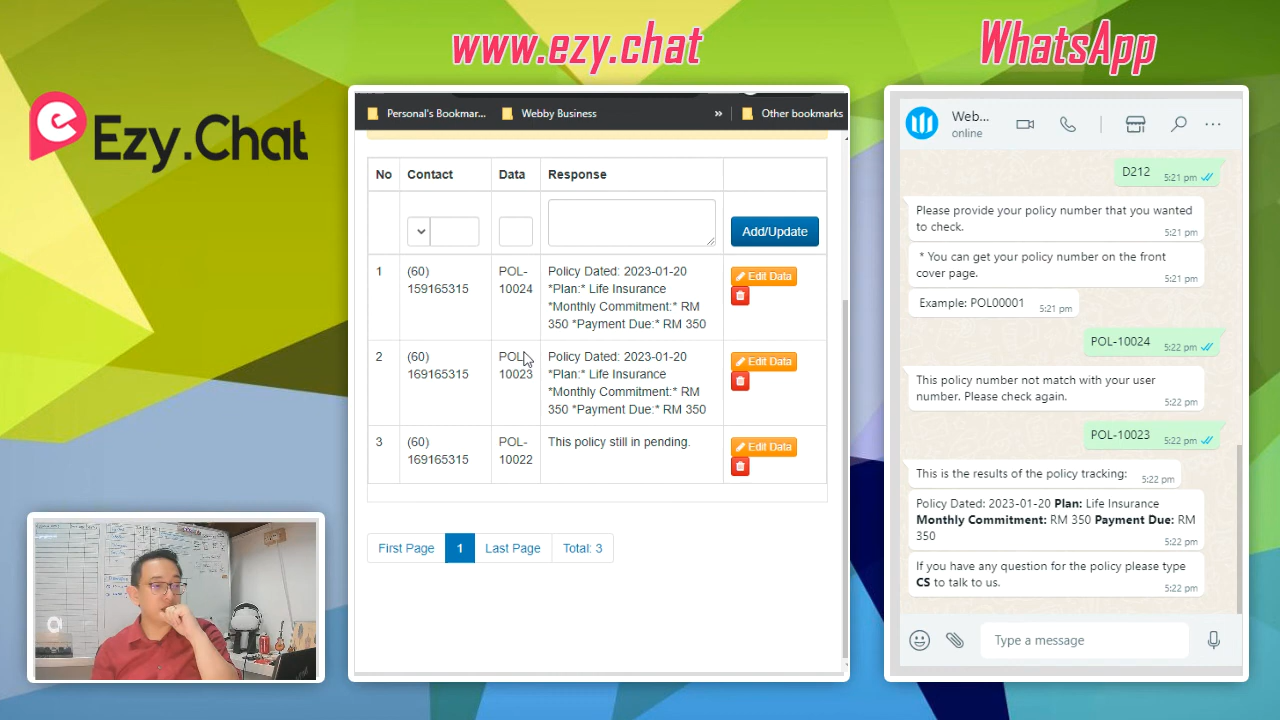 www.ezy.chat
WhatsApp
Ezy.Chat
Personal's Bookmar...
Webby Business
»
Other bookmarks
No
Contact
Data
Response
Add/Update
1
(60)
159165315
POL-
10024
Policy Dated: 2023-01-20
*Plan:* Life Insurance
*Monthly Commitment:* RM
350 *Payment Due:* RM 350
Edit Data
2
(60)
169165315
POL-
10023
Policy Dated: 2023-01-20
*Plan:* Life Insurance
*Monthly Commitment:* RM
350 *Payment Due:* RM 350
Edit Data
3
(60)
169165315
POL-
10022
This policy still in pending.
Edit Data
First Page
1
Last Page
Total: 3
Web...
online
D212
5:21 pm
Please provide your policy number that you wanted
to check.
5:21 pm
* You can get your policy number on the front
cover page.
5:21 pm
Example: POL00001
5:21 pm
POL-10024
5:22 pm
This policy number not match with your user
number. Please check again.
5:22 pm
POL-10023
5:22 pm
This is the results of the policy tracking:
5:22 pm
Policy Dated: 2023-01-20 Plan: Life Insurance
Monthly Commitment: RM 350 Payment Due: RM
350
5:22 pm
If you have any question for the policy please type
CS to talk to us.
5:22 pm
Type a message